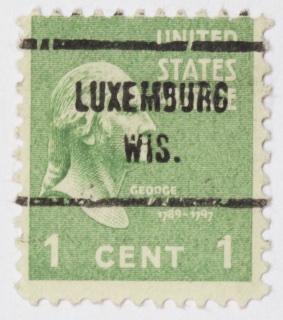 UNITED
STATES
LUXEMBURG
WIS.
GEORGE
1789-1797
1 CENT 1